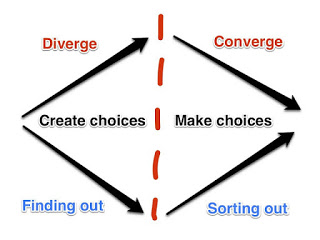 Diverge
Converge
Create choices
Make choices
Finding out
Sorting out